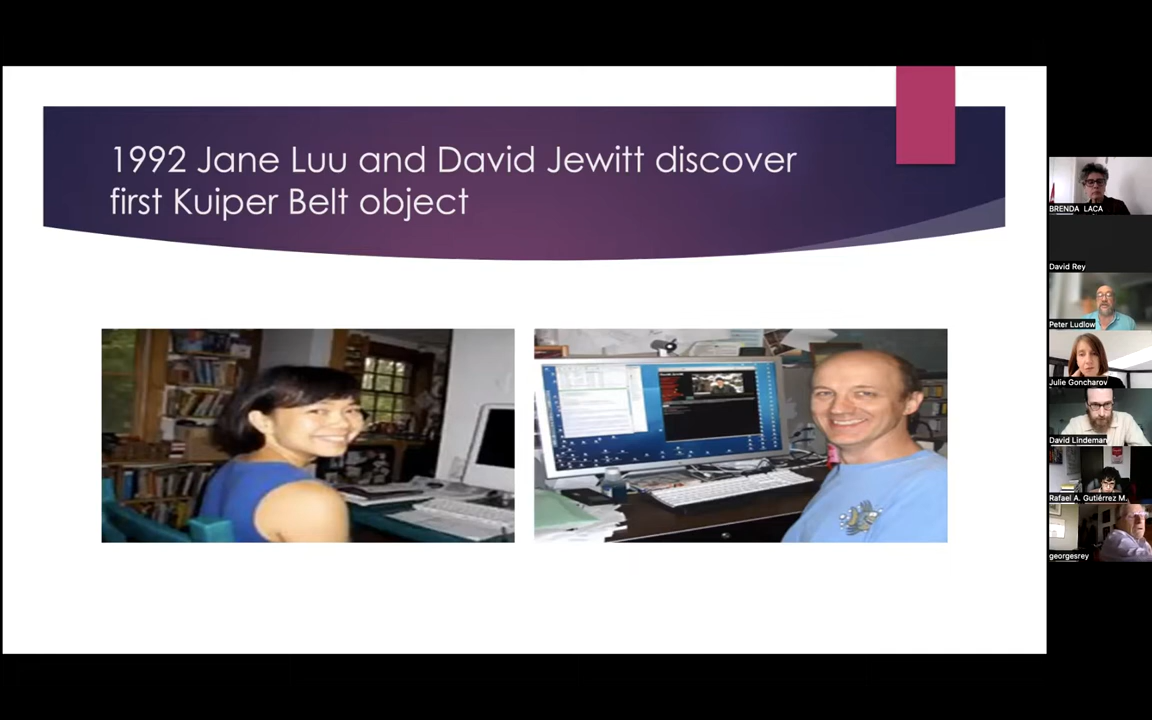 1992 Jane Luu and David Jewitt discover
first Kuiper Belt object
BRENDA LACA
David Rey
Peter Ludlow
Julie Goncharov
David Lindeman
Rafael A. Gutiérrez M.
georgesrey